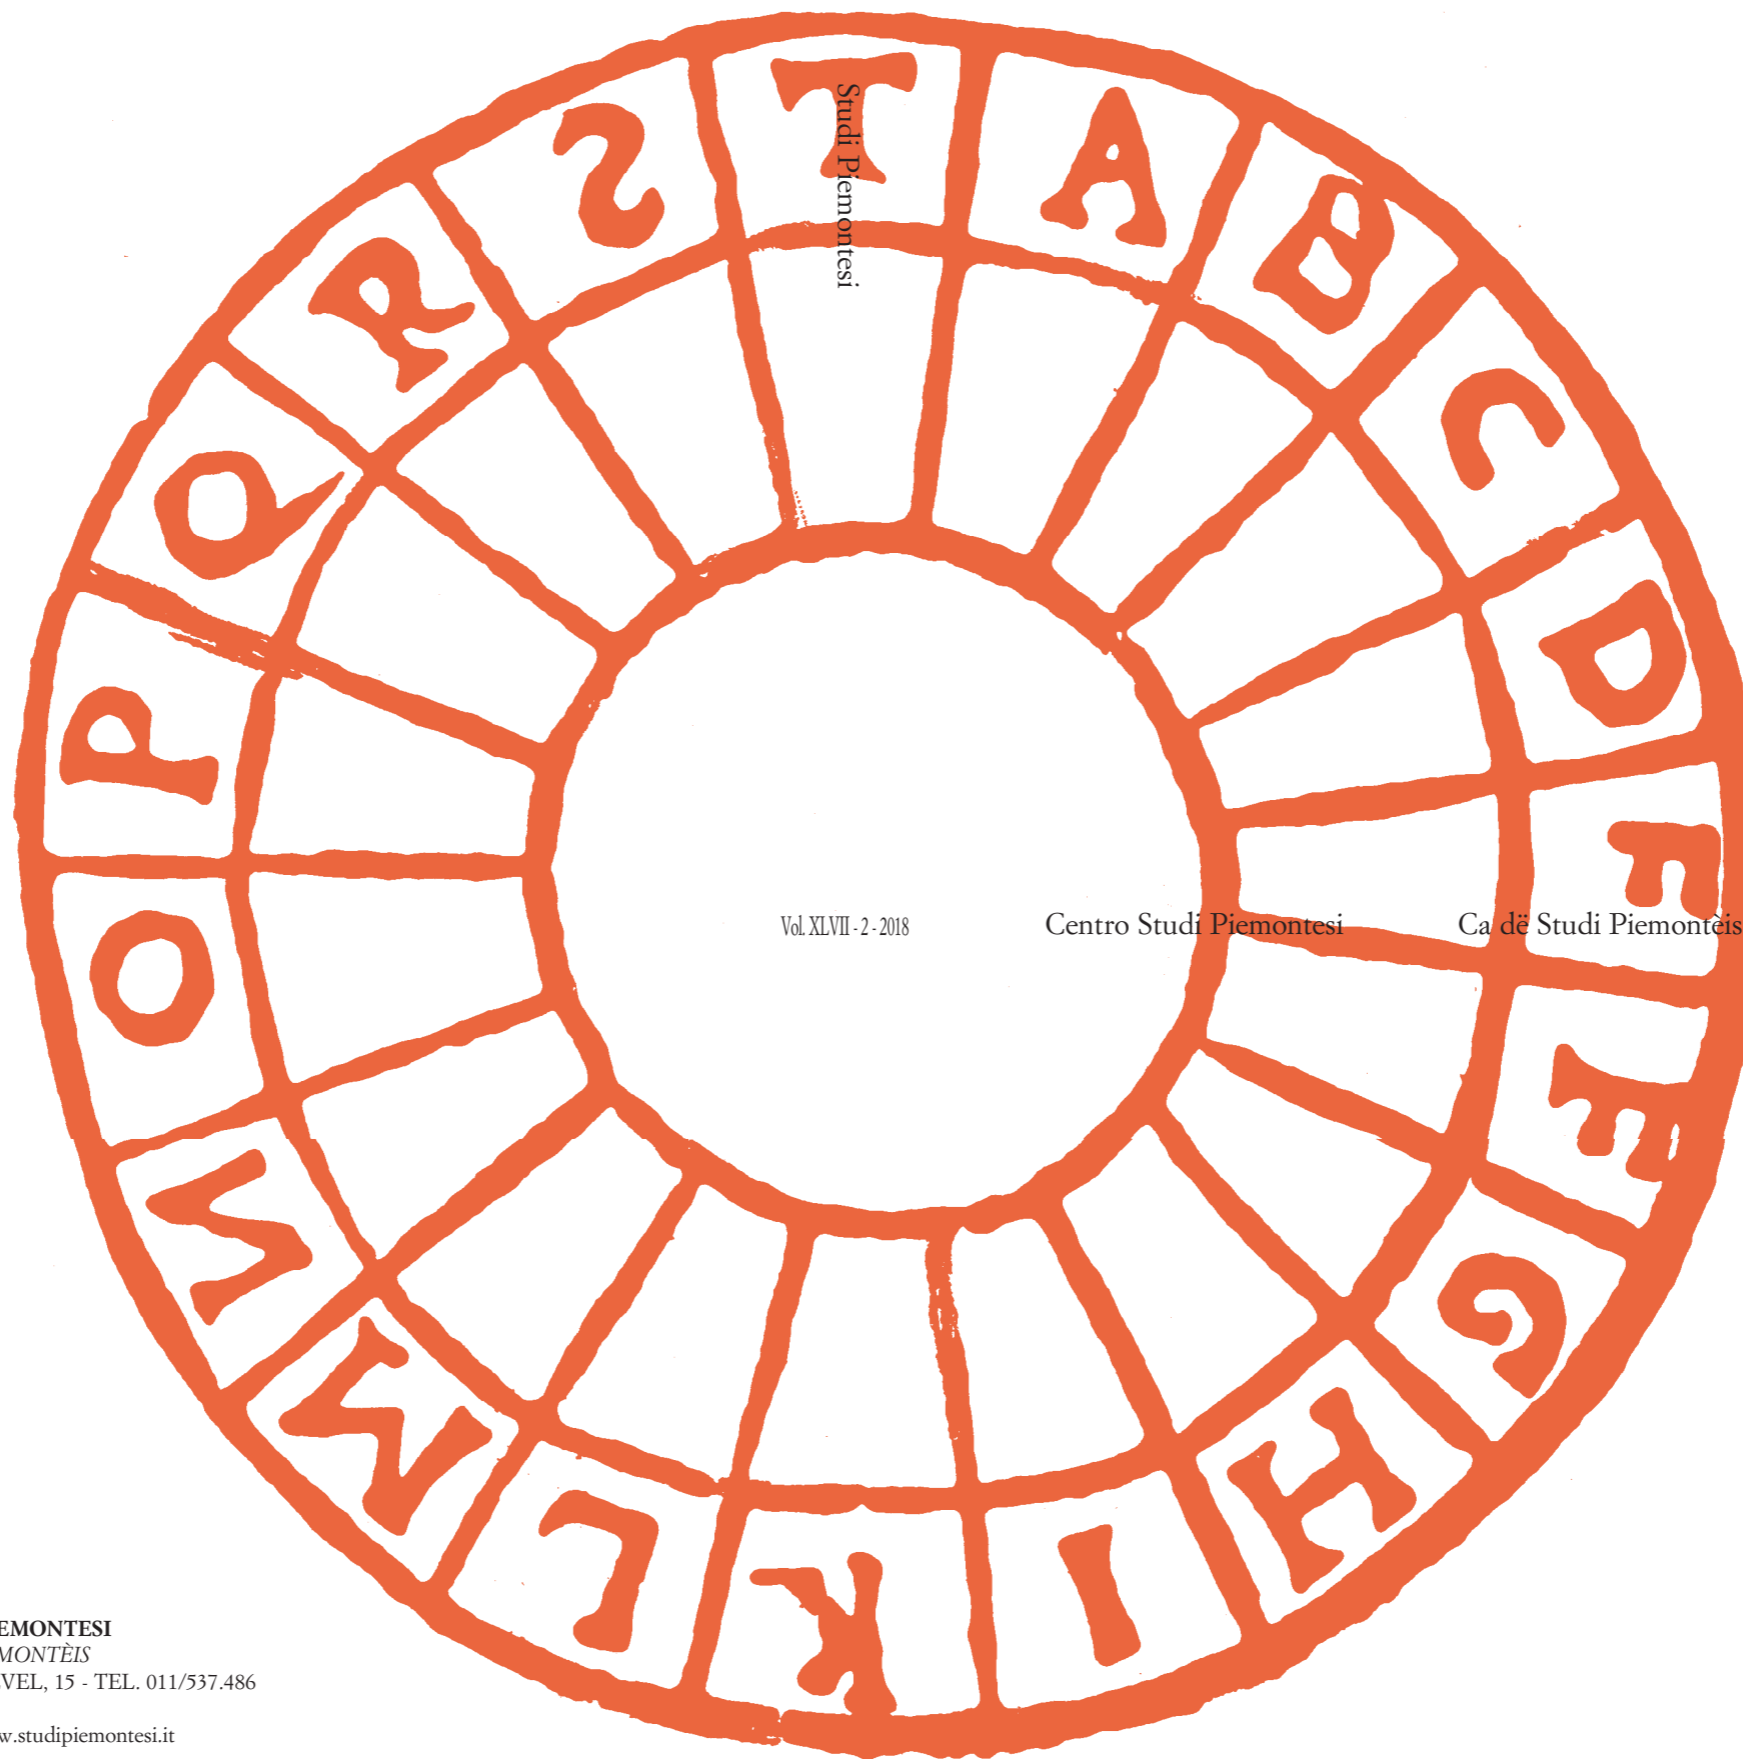 T
A
B
C
D
F
E
G
H
I
K
L
M
N
O
P
Q
R
S
Studi Piemontesi
Vol. XLVII - 2 - 2018
Centro Studi Piemontesi
Ca dë Studi Piemontèis
EMONTESI
MONTÈIS
VEL, 15 - TEL. 011/537.486
w.studipiemontesi.it